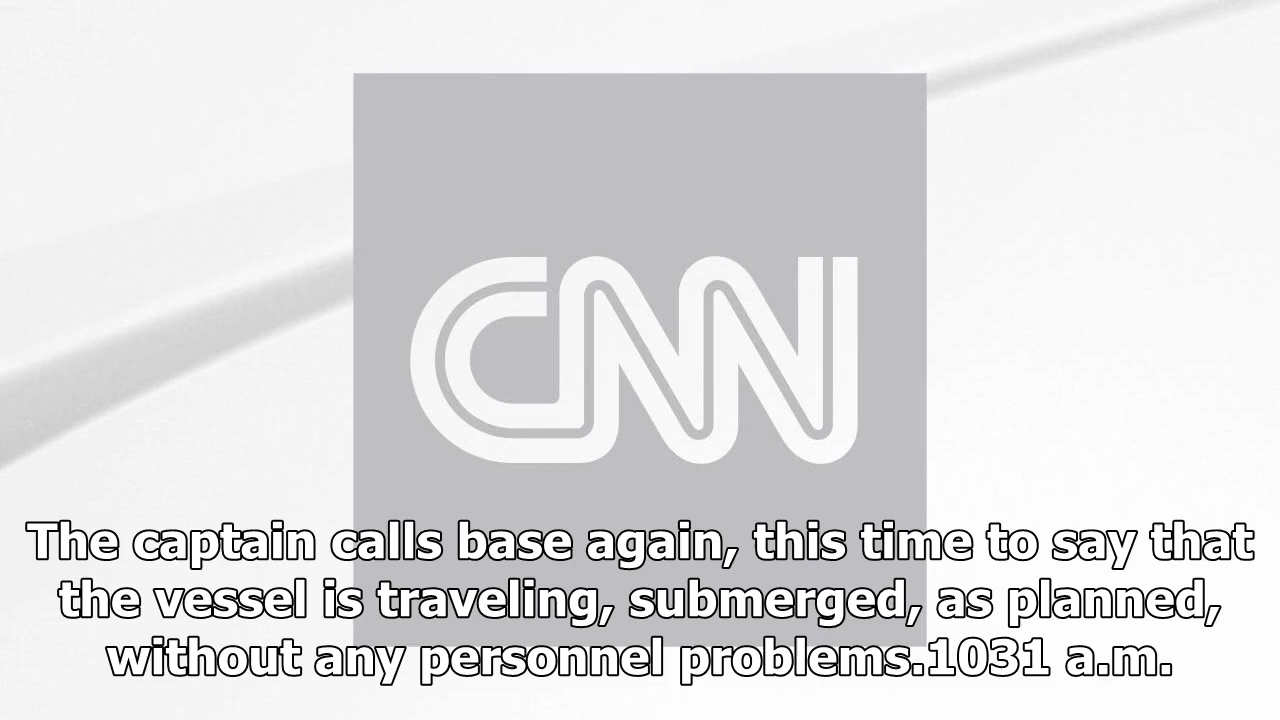 CNN
The captain calls base again, this time to say that
the vessel is traveling, submerged, as planned,
without any personnel problems.1031 a.m.